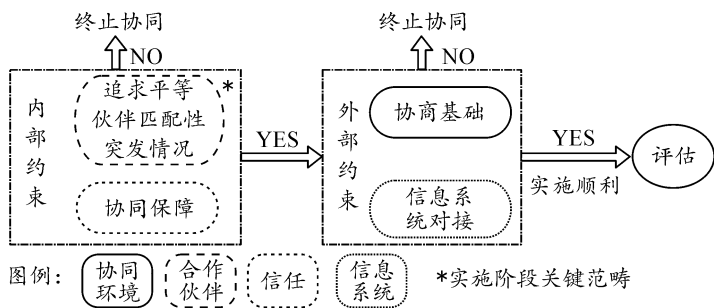 终止协同
终止协同
NO
NO
内部约束
追求平等
伙伴匹配性
突发情况
*
协同保障
YES
外部约束
协商基础
信息系
统对接
YES
实施顺利
评估
图例：
协同
环境
合作
伙伴
信任
信息
系统
*实施阶段关键范畴